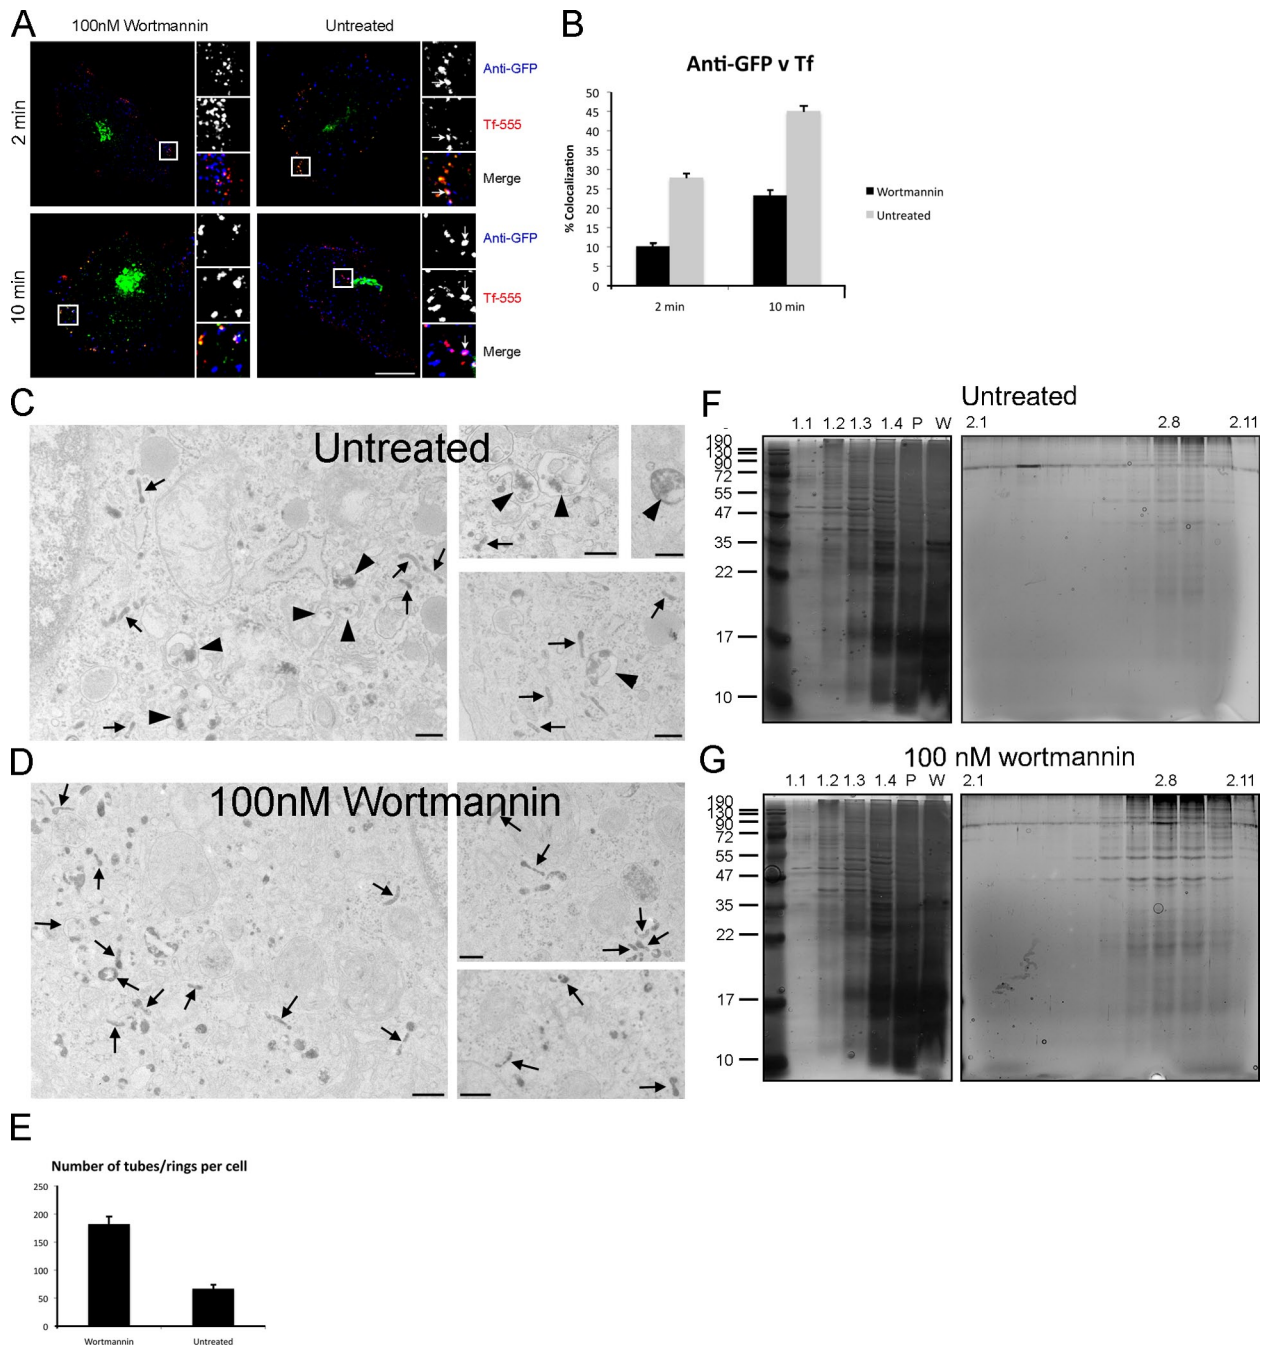 A
100nM Wortmannin
Untreated
2 min
Anti-GFP
Tf-555
Merge
10 min
Anti-GFP
Tf-555
Merge
B
Anti-GFP v Tf
% Colocalization
50
45
40
35
30
25
20
15
10
5
0
2 min
10 min
Wortmannin
Untreated
C
Untreated
D
100nM Wortmannin
E
Number of tubes/rings per cell
250
200
150
100
50
0
Wortmannin
Untreated
F
Untreated
1.1 1.2 1.3 1.4 P W
2.1 2.8 2.11
190
130
90
72
55
47
35
22
17
10
G
100 nM wortmannin
1.1 1.2 1.3 1.4 P W
2.1 2.8 2.11
190
130
90
72
55
47
35
22
17
10